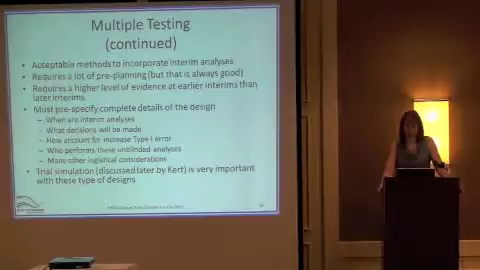 Multiple Testing
(continued)
• Acceptable methods to incorporate interim analyses
• Requires a lot of pre-planning (but that is always good)
• Requires a higher level of evidence at earlier interims than
later interims
• Must pre-specify complete details of the design
– When are interim analyses
– What decisions will be made
– How account for increase Type I error
– Who performs these unblinded analyses
– Many other logistical considerations
• Trial simulation (discussed later by Kert) is very important
with these type of designs